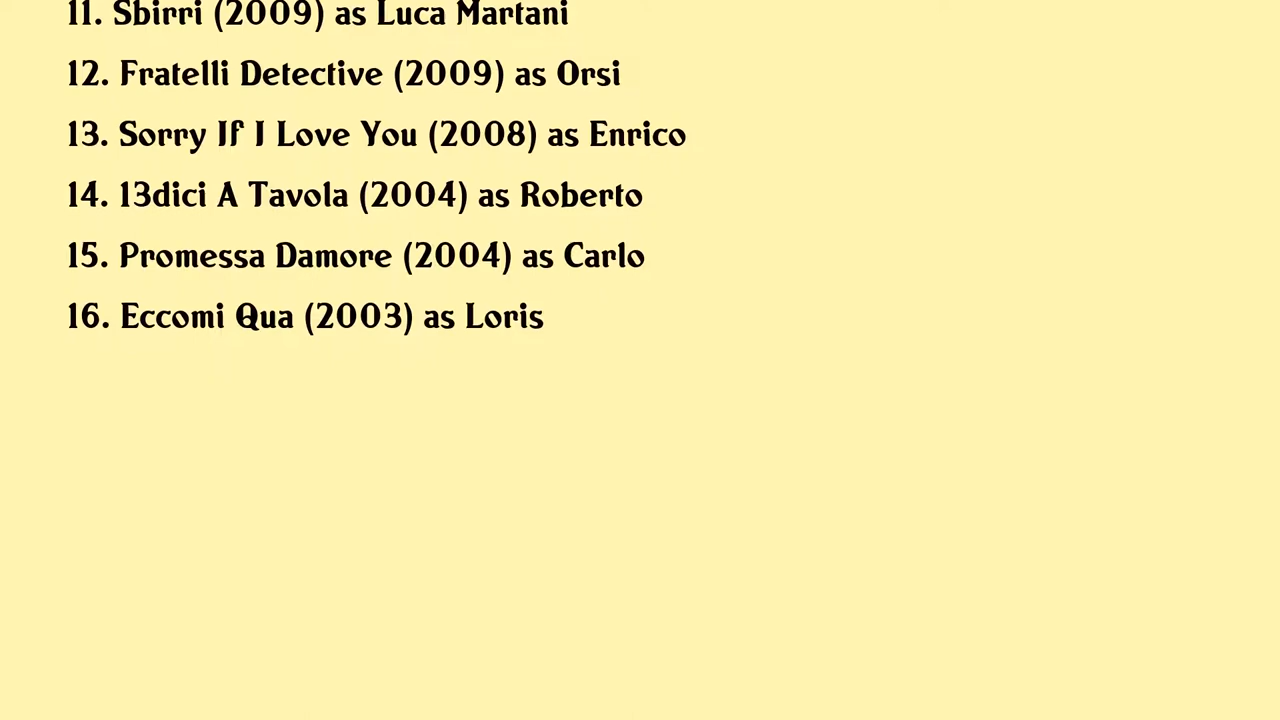 11. Sbirri (2009) as Luca Martani
12. Fratelli Detective (2009) as Orsi
13. Sorry If I Love You (2008) as Enrico
14. 13dici A Tavola (2004) as Roberto
15. Promessa Damore (2004) as Carlo
16. Eccomi Qua (2003) as Loris